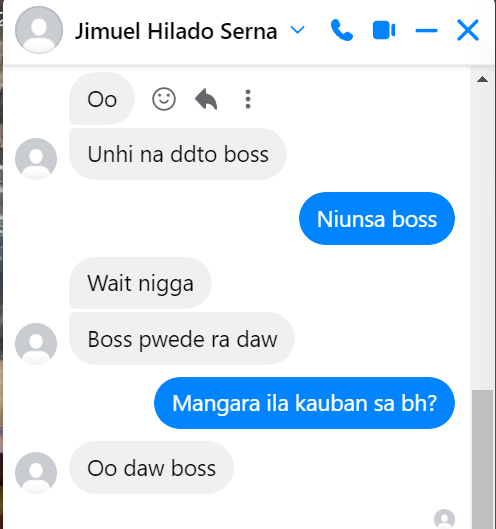 Jimuel Hilado Serna
Oo
Unhi na ddto boss
Niunsa boss
Wait nigga
Boss pwede ra daw
Mangara ila kauban sa bh?
Oo daw boss